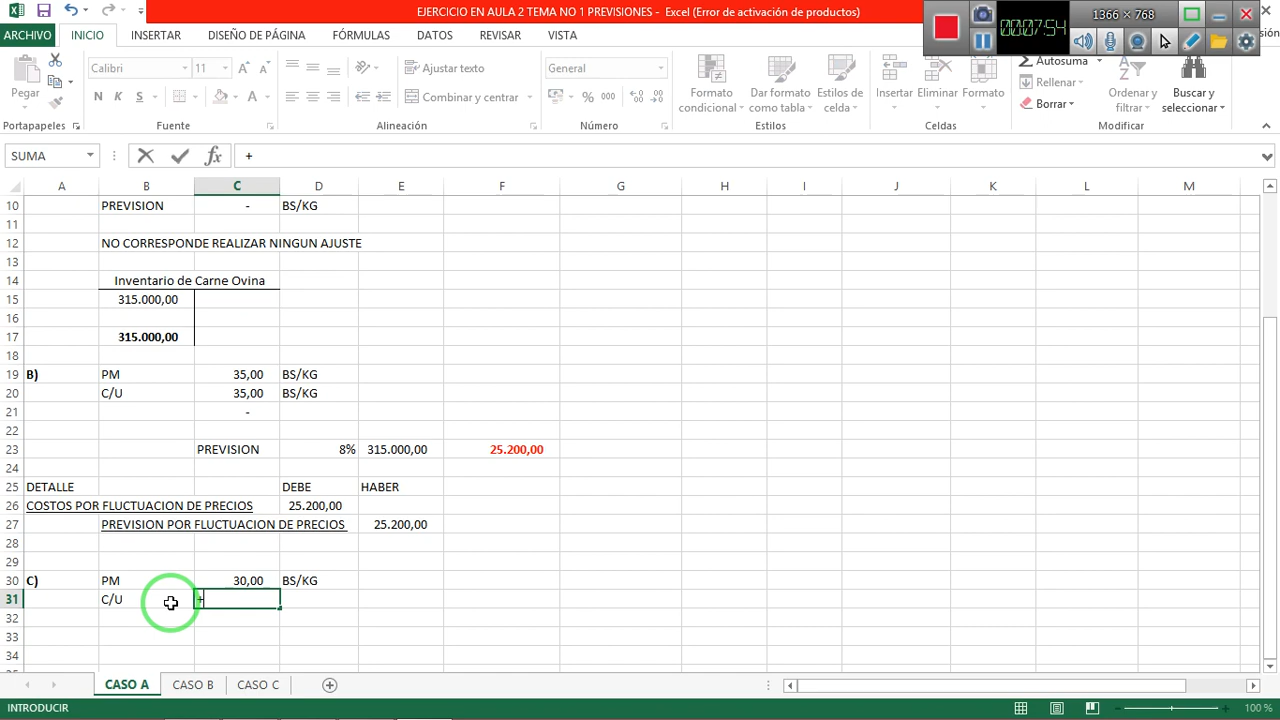 EJERCICIO EN AULA 2 TEMA NO 1 PREVISIONES - Excel (Error de activación de productos)
00:07:54
1366 × 768
ARCHIVO INICIO INSERTAR DISEÑO DE PÁGINA FÓRMULAS DATOS REVISAR VISTA
Pegar
Calibri 11
N K S
Ajustar texto
Combinar y centrar
General
% 000
Formato condicional
Dar formato como tabla
Estilos de celda
Insertar Eliminar Formato
Autosuma
Rellenar
Borrar
Ordenar y filtrar
Buscar y seleccionar
Portapapeles Fuente Alineación Número Estilos Celdas Modificar
SUMA fx +
A B C D E F G H I J K L M
10 PREVISION - BS/KG
11
12 NO CORRESPONDE REALIZAR NINGUN AJUSTE
13
14 Inventario de Carne Ovina
15 315.000,00
16
17 315.000,00
18
19 B) PM 35,00 BS/KG
20 C/U 35,00 BS/KG
21 -
22
23 PREVISION 8% 315.000,00 25.200,00
24
25 DETALLE DEBE HABER
26 COSTOS POR FLUCTUACION DE PRECIOS 25.200,00
27 PREVISION POR FLUCTUACION DE PRECIOS 25.200,00
28
29
30 C) PM 30,00 BS/KG
31 C/U +
32
33
34
CASO A CASO B CASO C
INTRODUCIR 100 %